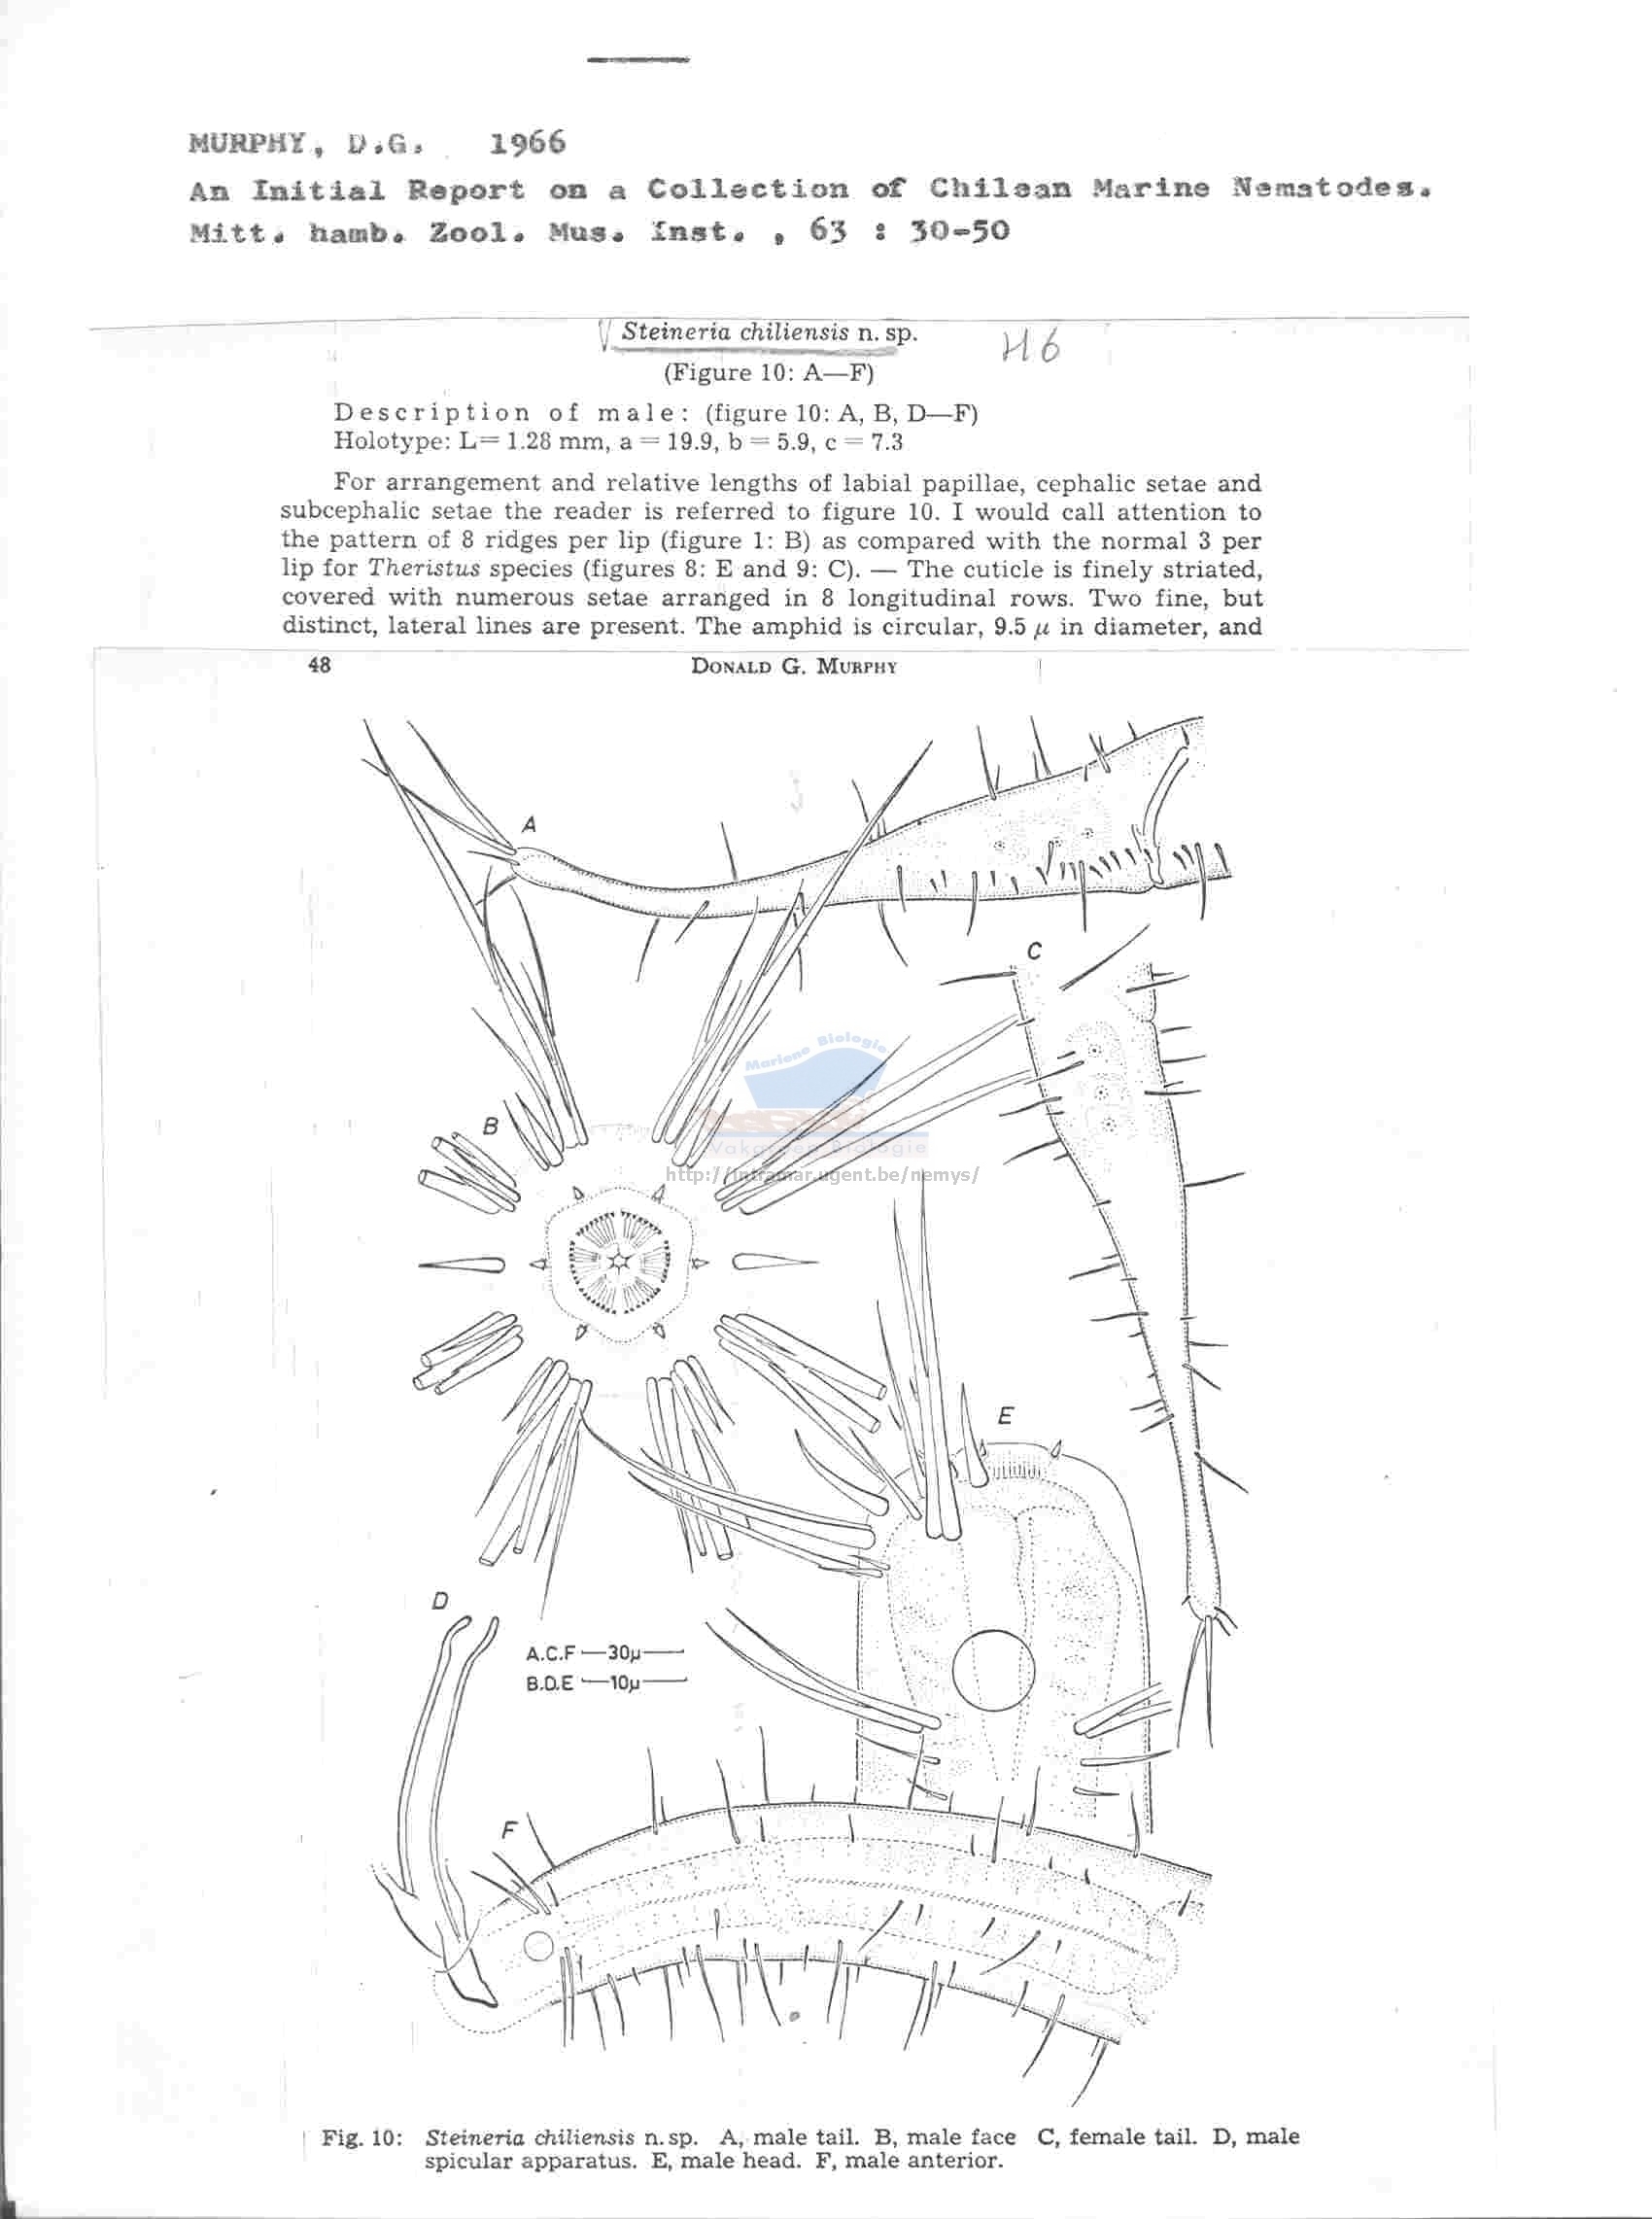 MURPHY, D.G. 1966
An Initial Report on a Collection of Chilean Marine Nematodes.
Mitt. hamb. Zool. Mus. Inst. , 63 : 30-50
Steineria chiliensis n. sp.
H6
(Figure 10: A—F)
Description of male: (figure 10: A, B, D—F)
Holotype: L= 1.28 mm, a = 19.9, b = 5.9, c = 7.3
For arrangement and relative lengths of labial papillae, cephalic setae and
subcephalic setae the reader is referred to figure 10. I would call attention to
the pattern of 8 ridges per lip (figure 1: B) as compared with the normal 3 per
lip for Theristus species (figures 8: E and 9: C). — The cuticle is finely striated,
covered with numerous setae arranged in 8 longitudinal rows. Two fine, but
distinct, lateral lines are present. The amphid is circular, 9.5 µ in diameter, and
48
DONALD G. MURPHY
A
C
Mariene Biologie
B
Vakgroep Biologie
http://intramar.ugent.be/nemys/
E
D
A.C.F —30µ—
B.D.E —10µ—
F
Fig. 10: Steineria chiliensis n. sp. A, male tail. B, male face C, female tail. D, male
spicular apparatus. E, male head. F, male anterior.